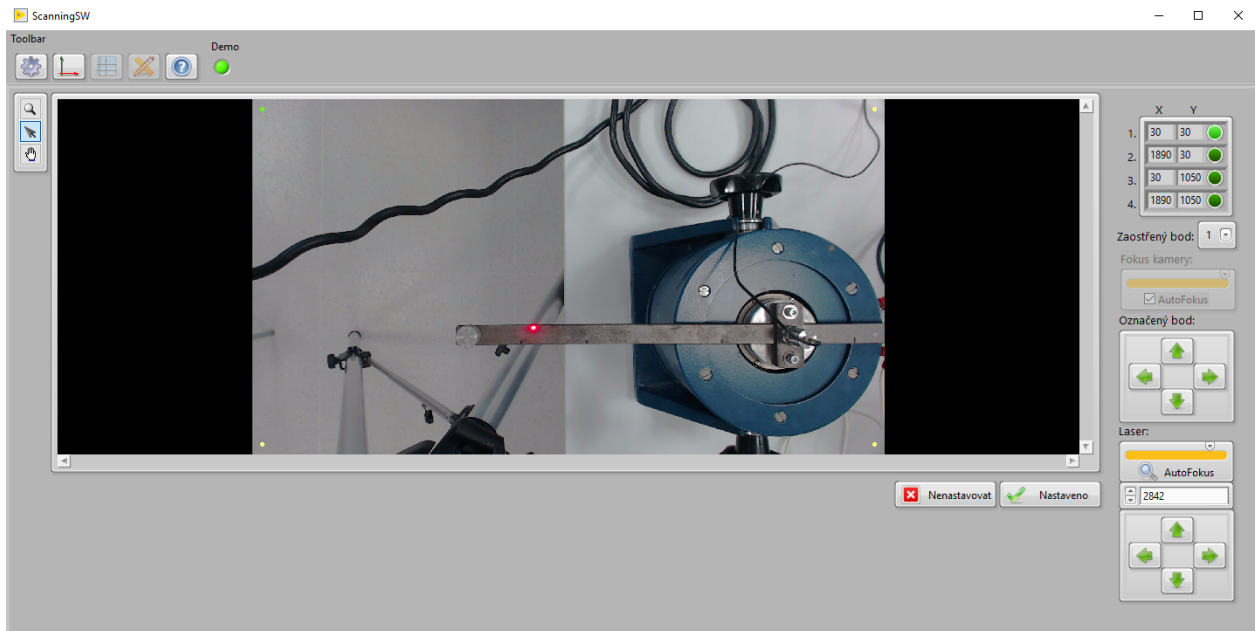 ScanningSW
Toolbar
Demo
X Y
1. 30 30
2. 1890 30
3. 30 1050
4. 1890 1050
Zaostřený bod: 1
Fokus kamery:
AutoFokus
Označený bod:
Laser:
AutoFokus
2842
Nenastavovat Nastaveno